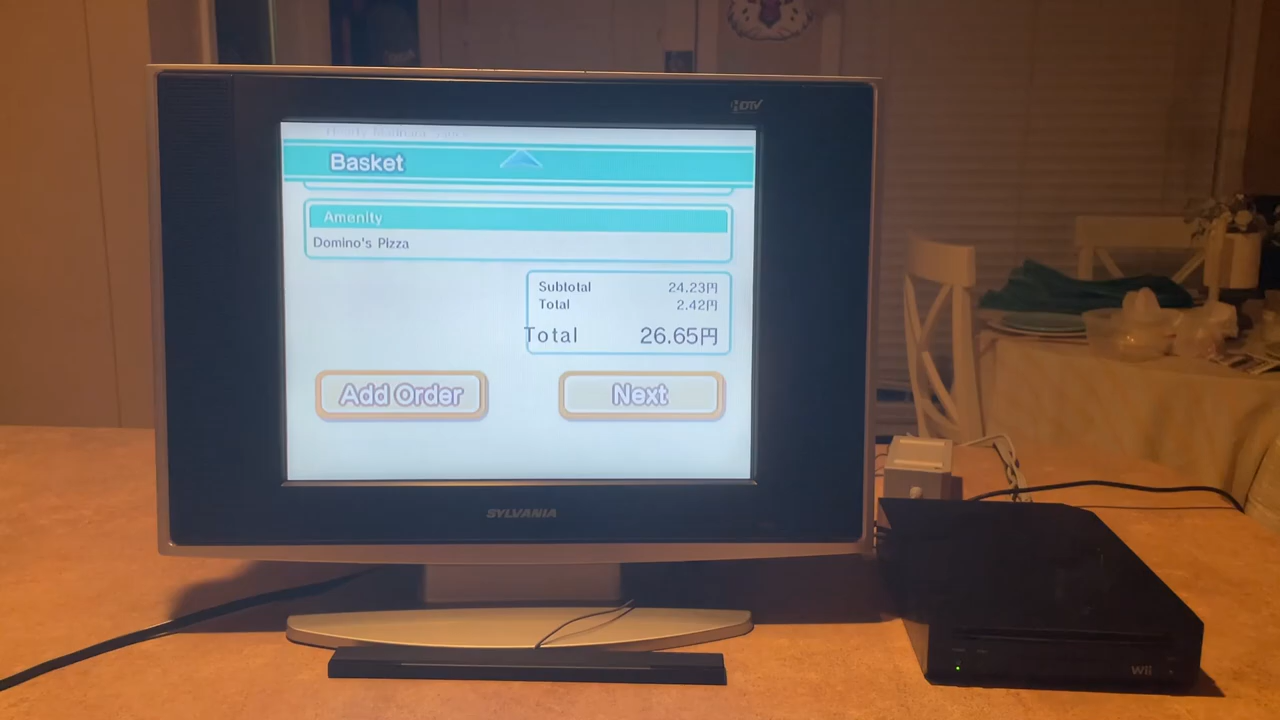 HDTV
Basket
Amenity
Domino's Pizza
Subtotal 24.23円
Total 2.42円
Total 26.65円
Add Order
Next
SYLVANIA
Wii